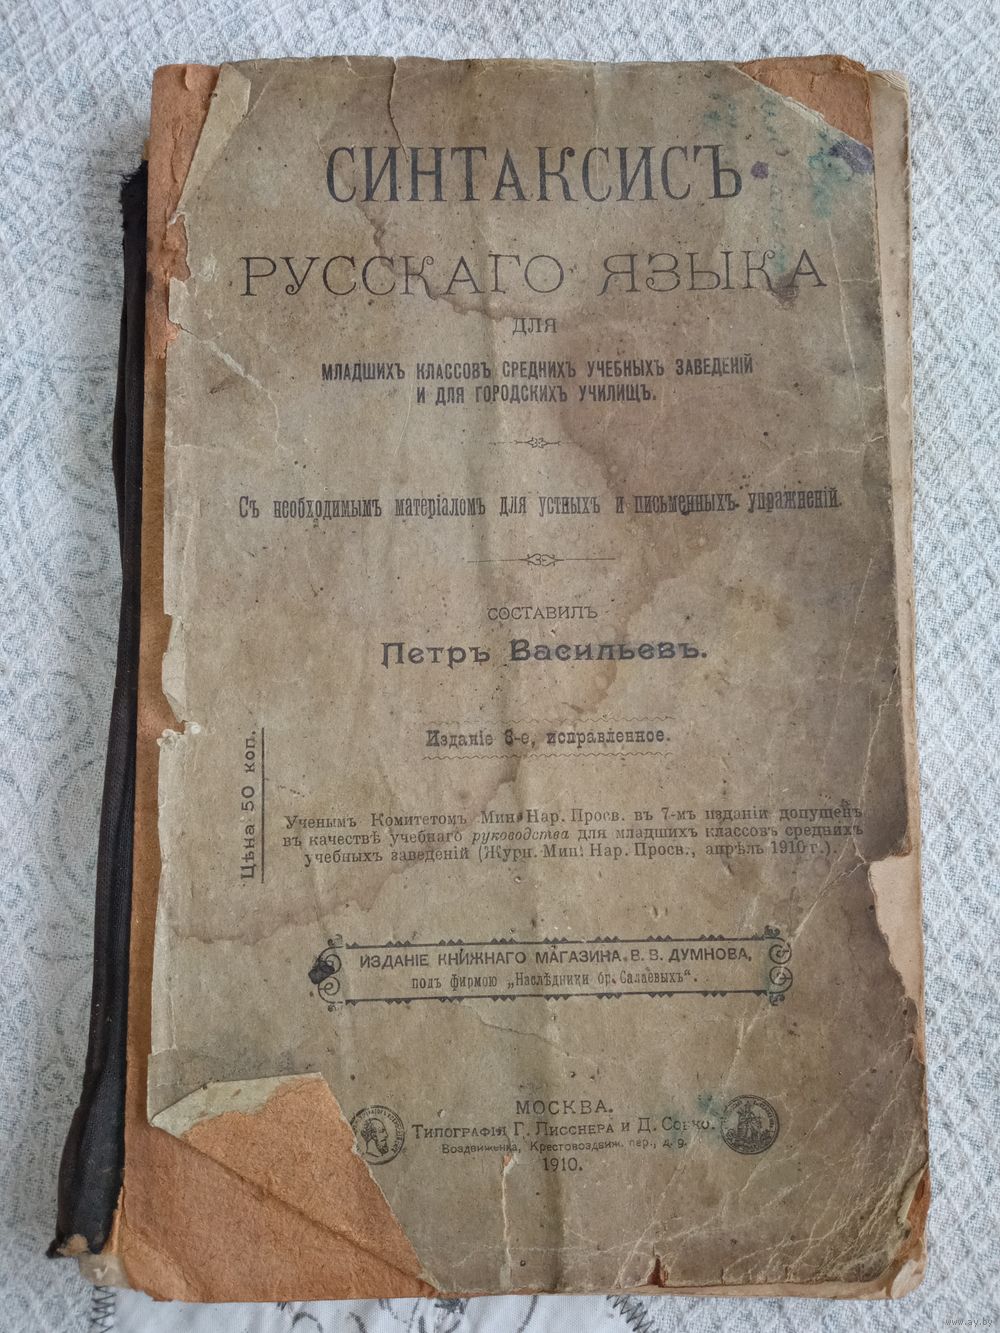 СИНТАКСИСЪ
РУССКАГО ЯЗЫКА
ДЛЯ
МЛАДШИХЪ КЛАССОВЪ СРЕДНИХЪ УЧЕБНЫХЪ ЗАВЕДЕНІЙ
И ДЛЯ ГОРОДСКИХЪ УЧИЛИЩЪ.
Съ необходимымъ матеріаломъ для устныхъ и письменныхъ упражненій.
СОСТАВИЛЪ
Петръ Васильевъ.
Изданіе 8-е, исправленное.
Цѣна 50 коп.
Ученымъ Комитетомъ Мин. Нар. Просв. въ 7-мъ изданіи допущенъ
въ качествѣ учебнаго руководства для младшихъ классовъ среднихъ
учебныхъ заведеній (Журн. Мин. Нар. Просв., апрѣль 1910 г.).
ИЗДАНІЕ КНИЖНАГО МАГАЗИНА В. В. ДУМНОВА,
подъ фирмою „Наслѣдники бр. Салаевыхъ“.
МОСКВА.
Типографія Г. Лисснера и Д. Собко.
Воздвиженка, Крестовоздвиж. пер., д. 9.
1910.
www.ay.by